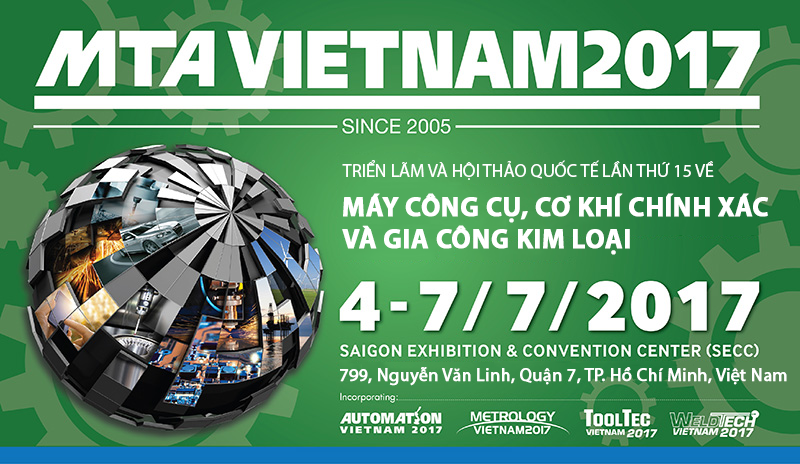 MTA VIETNAM2017
SINCE 2005
TRIỂN LÃM VÀ HỘI THẢO QUỐC TẾ LẦN THỨ 15 VỀ
MÁY CÔNG CỤ, CƠ KHÍ CHÍNH XÁC
VÀ GIA CÔNG KIM LOẠI
4 - 7/ 7/ 2017
SAIGON EXHIBITION & CONVENTION CENTER (SECC)
799, Nguyễn Văn Linh, Quận 7, TP. Hồ Chí Minh, Việt Nam
Incorporating:
AUTOMATION METROLOGY TOOLTEC WELDTECH
VIETNAM 2017 VIETNAM2017 VIETNAM 2017 VIETNAM 2017